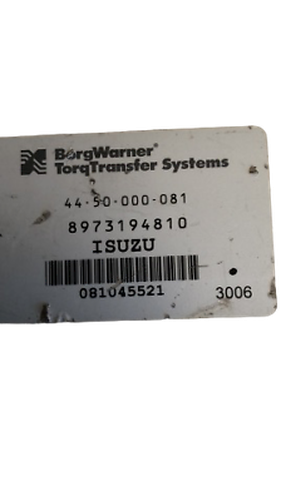 BorgWarner®
TorqTransfer Systems
44-50-000-081
8973194810
ISUZU
081045521
3006